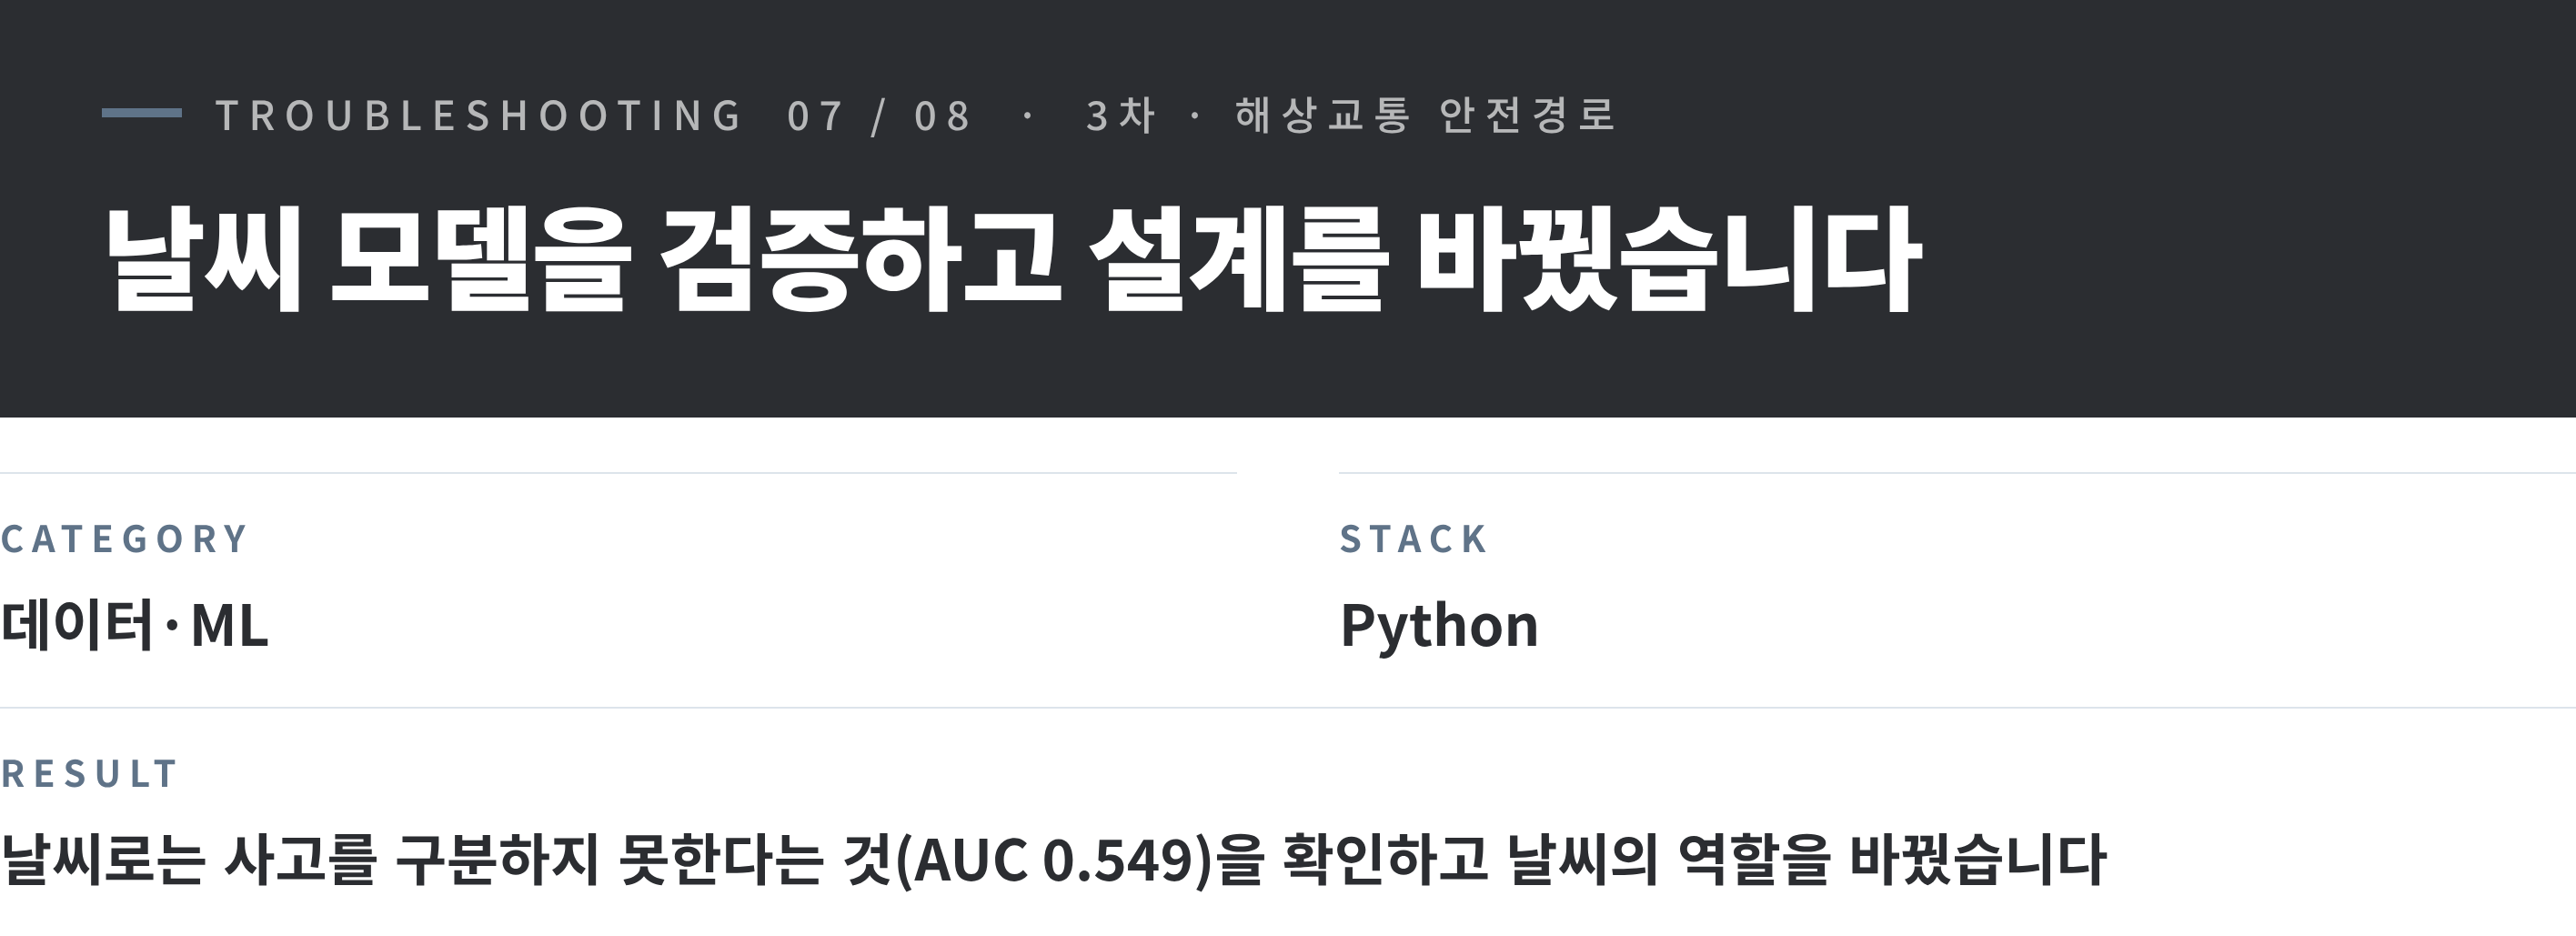 TROUBLESHOOTING 07 / 08 · 3차 · 해상교통 안전경로
날씨 모델을 검증하고 설계를 바꿨습니다
CATEGORY
데이터·ML
STACK
Python
RESULT
날씨로는 사고를 구분하지 못한다는 것(AUC 0.549)을 확인하고 날씨의 역할을 바꿨습니다